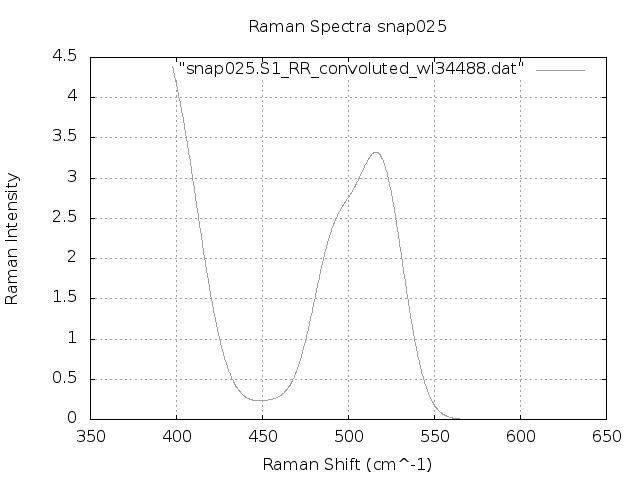 Raman Spectra snap025
"snap025.S1_RR_convoluted_wl34488.dat"
4.5
4
3.5
3
2.5
2
1.5
1
0.5
0
Raman Intensity
350 400 450 500 550 600 650
Raman Shift (cm^-1)